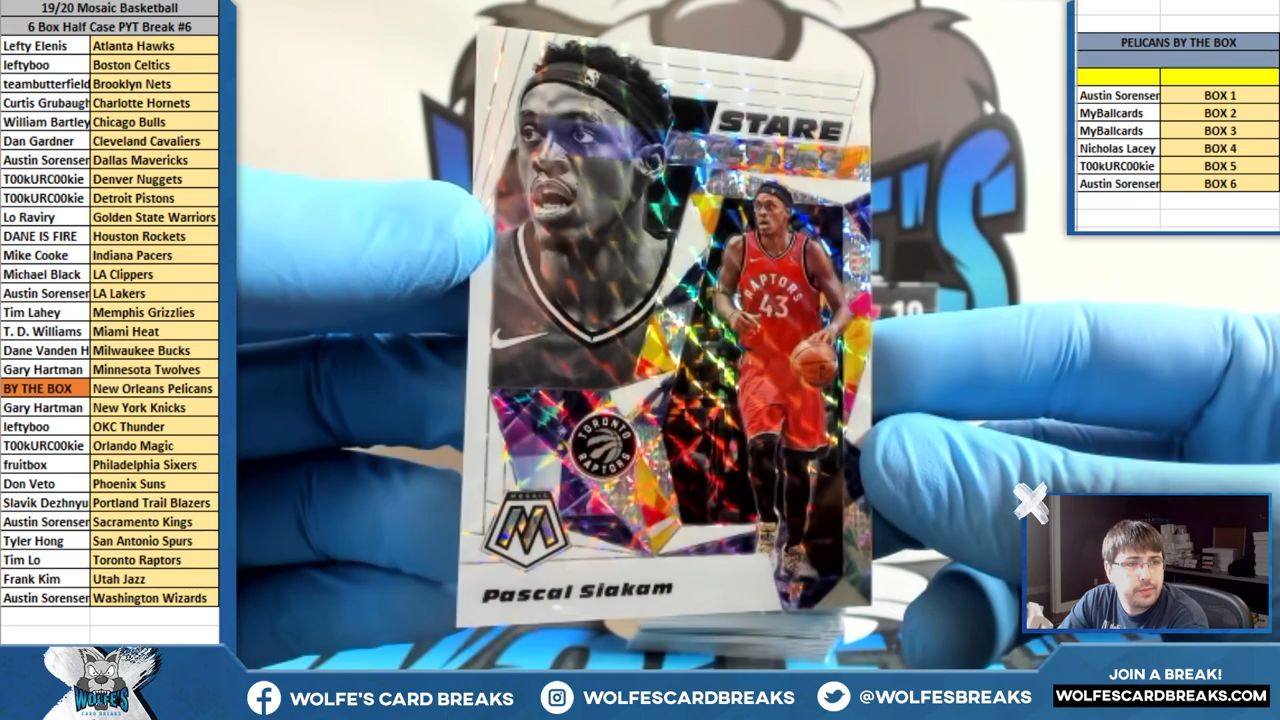 19/20 Mosaic Basketball
6 Box Half Case PYT Break #6
Lefty Elenis Atlanta Hawks
leftyboo Boston Celtics
teambutterfield Brooklyn Nets
Curtis Grubaugh Charlotte Hornets
William Bartley Chicago Bulls
Dan Gardner Cleveland Cavaliers
Austin Sorensen Dallas Mavericks
T00kURC00kie Denver Nuggets
T00kURC00kie Detroit Pistons
Lo Raviry Golden State Warriors
DANE IS FIRE Houston Rockets
Mike Cooke Indiana Pacers
Michael Black LA Clippers
Austin Sorensen LA Lakers
Tim Lahey Memphis Grizzlies
T. D. Williams Miami Heat
Dane Vanden H Milwaukee Bucks
Gary Hartman Minnesota Twolves
BY THE BOX New Orleans Pelicans
Gary Hartman New York Knicks
leftyboo OKC Thunder
T00kURC00kie Orlando Magic
fruitbox Philadelphia Sixers
Don Veto Phoenix Suns
Slavik Dezhnyu Portland Trail Blazers
Austin Sorensen Sacramento Kings
Tyler Hong San Antonio Spurs
Tim Lo Toronto Raptors
Frank Kim Utah Jazz
Austin Sorensen Washington Wizards
PELICANS BY THE BOX
Austin Sorensen BOX 1
MyBallcards BOX 2
MyBallcards BOX 3
Nicholas Lacey BOX 4
T00kURC00kie BOX 5
Austin Sorensen BOX 6
STARE
RAPTORS
43
TORONTO
RAPTORS
MOSAIC
M
Pascal Siakam
WOLFE'S
CARD BREAKS
WOLFE'S CARD BREAKS
WOLFESCARDBREAKS
@WOLFESBREAKS
JOIN A BREAK!
WOLFESCARDBREAKS.COM